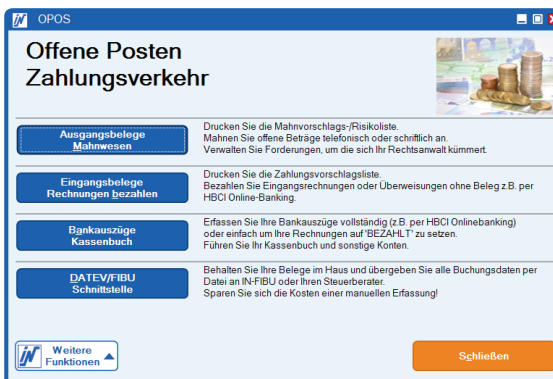 OPOS
Offene Posten
Zahlungsverkehr
Ausgangsbelege
Mahnwesen
Drucken Sie die Mahnvorschlags-/Risikoliste.
Mahnen Sie offene Beträge telefonisch oder schriftlich an.
Verwalten Sie Forderungen, um die sich Ihr Rechtsanwalt kümmert.
Eingangsbelege
Rechnungen bezahlen
Drucken Sie die Zahlungsvorschlagsliste.
Bezahlen Sie Eingangsrechnungen oder Überweisungen ohne Beleg z.B. per
HBCI Online-Banking.
Bankauszüge
Kassenbuch
Erfassen Sie Ihre Bankauszüge vollständig (z.B. per HBCI Onlinebanking)
oder einfach um Ihre Rechnungen auf 'BEZAHLT' zu setzen.
Führen Sie Ihr Kassenbuch und sonstige Konten.
DATEV/FIBU
Schnittstelle
Behalten Sie Ihre Belege im Haus und übergeben Sie alle Buchungsdaten per
Datei an IN-FIBU oder Ihren Steuerberater.
Sparen Sie sich die Kosten einer manuellen Erfassung!
Weitere
Funktionen
Schließen